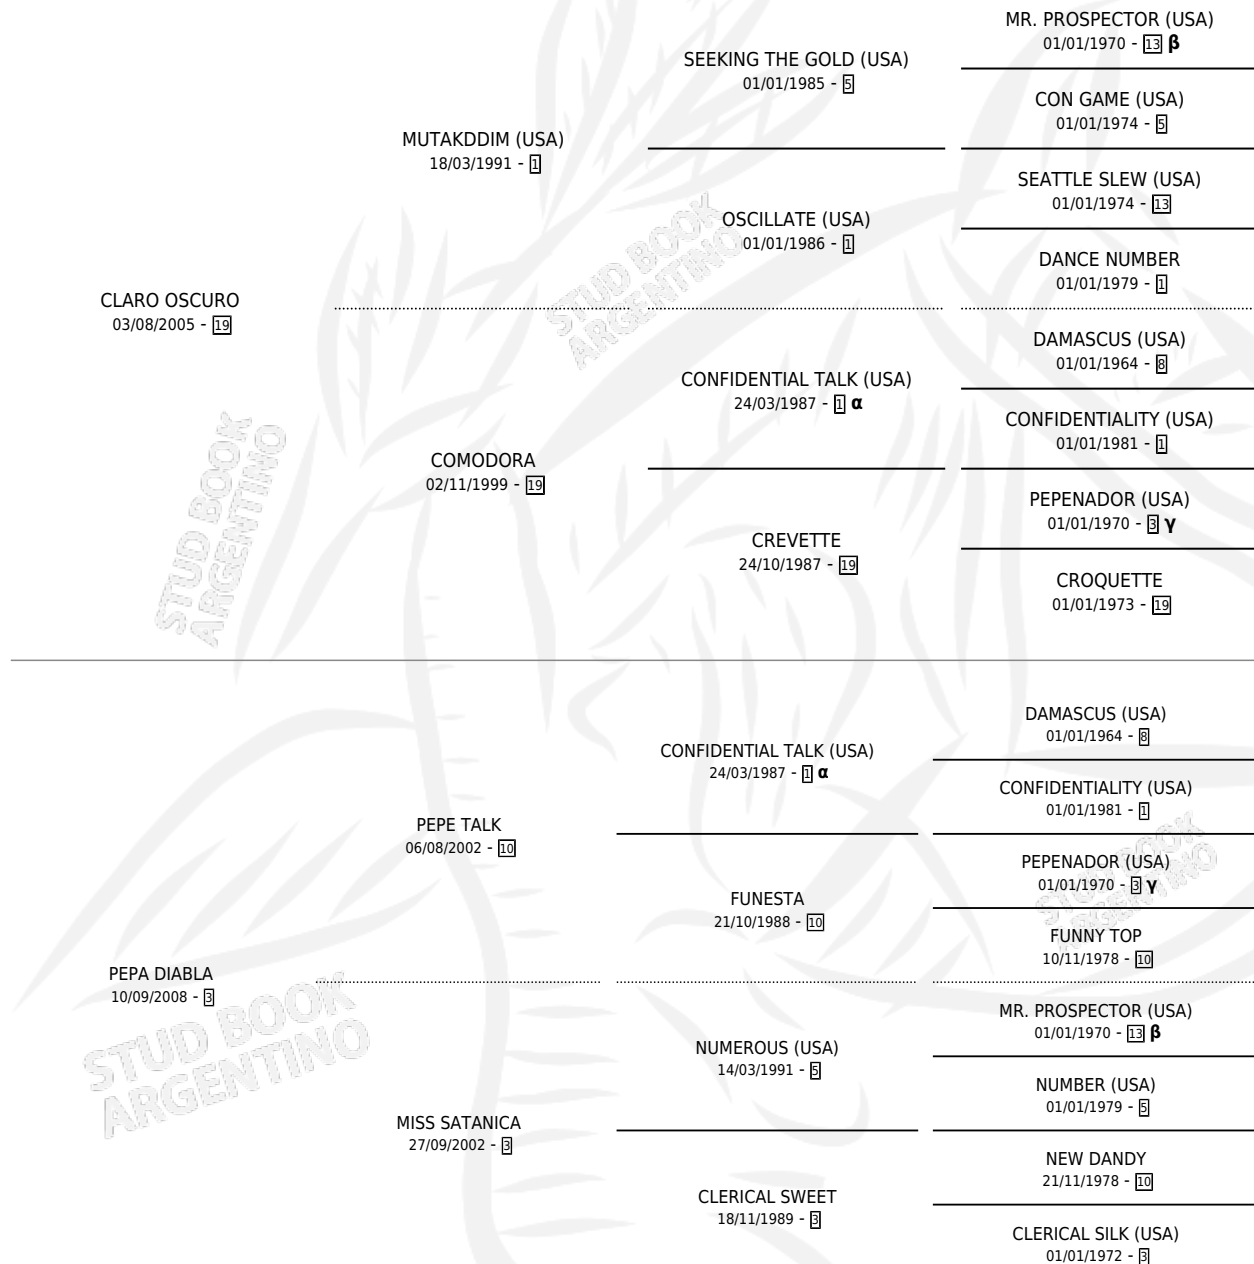 MR. PROSPECTOR (USA)
01/01/1970 - 13 β
SEEKING THE GOLD (USA)
01/01/1985 - 5
CON GAME (USA)
01/01/1974 - 5
MUTAKDDIM (USA)
18/03/1991 - 1
SEATTLE SLEW (USA)
01/01/1974 - 13
OSCILLATE (USA)
01/01/1986 - 1
DANCE NUMBER
01/01/1979 - 1
CLARO OSCURO
03/08/2005 - 19
DAMASCUS (USA)
01/01/1964 - 8
CONFIDENTIAL TALK (USA)
24/03/1987 - 1 α
CONFIDENTIALITY (USA)
01/01/1981 - 1
COMODORA
02/11/1999 - 19
PEPENADOR (USA)
01/01/1970 - 3 γ
CREVETTE
24/10/1987 - 19
CROQUETTE
01/01/1973 - 19
DAMASCUS (USA)
01/01/1964 - 8
CONFIDENTIAL TALK (USA)
24/03/1987 - 1 α
CONFIDENTIALITY (USA)
01/01/1981 - 1
PEPE TALK
06/08/2002 - 10
PEPENADOR (USA)
01/01/1970 - 3 γ
FUNESTA
21/10/1988 - 10
FUNNY TOP
10/11/1978 - 10
PEPA DIABLA
10/09/2008 - 3
MR. PROSPECTOR (USA)
01/01/1970 - 13 β
NUMEROUS (USA)
14/03/1991 - 5
NUMBER (USA)
01/01/1979 - 5
MISS SATANICA
27/09/2002 - 3
NEW DANDY
21/11/1978 - 10
CLERICAL SWEET
18/11/1989 - 3
CLERICAL SILK (USA)
01/01/1972 - 3
STUD BOOK
ARGENTINO
STUD BOOK
ARGENTINO
STUD BOOK
ARGENTINO
STUD BOOK
ARGENTINO